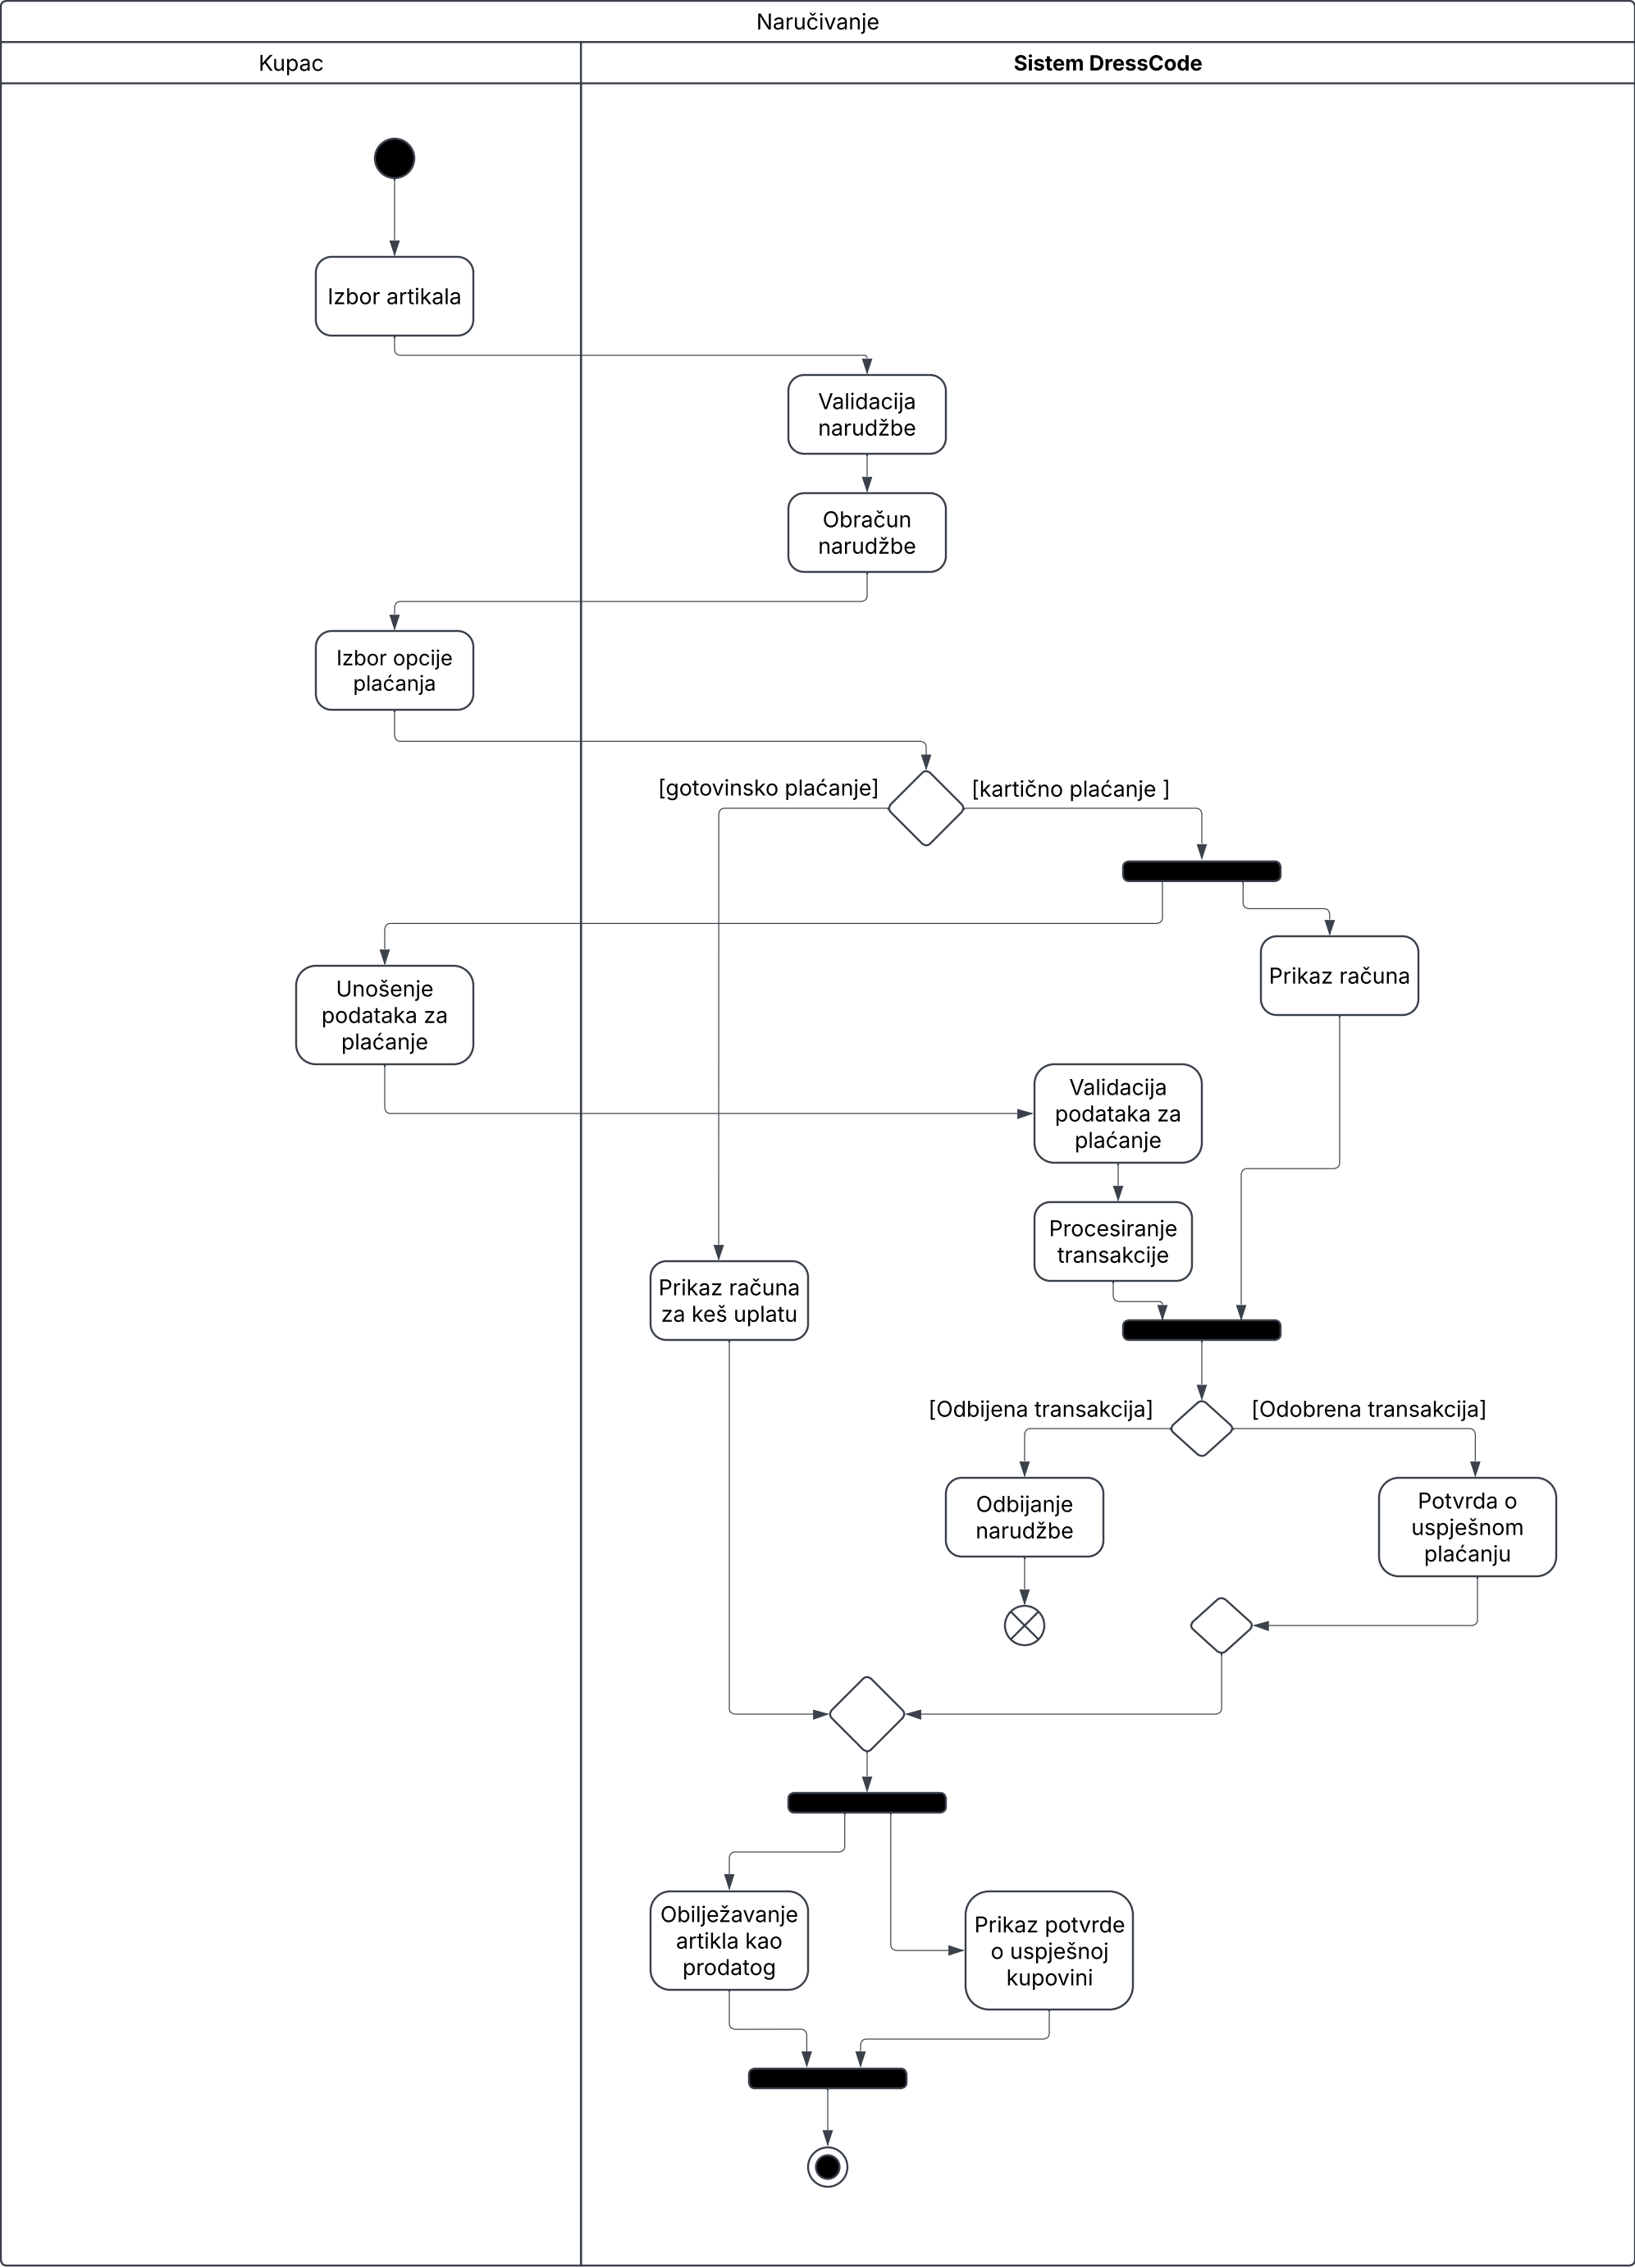 Naručivanje
Kupac
Sistem DressCode
Izbor artikala
Validacija
narudžbe
Obračun
narudžbe
Izbor opcije
plaćanja
[gotovinsko plaćanje]
[kartično plaćanje ]
Prikaz računa
Unošenje
podataka za
plaćanje
Validacija
podataka za
plaćanje
Procesiranje
transakcije
Prikaz računa
za keš uplatu
[Odbijena transakcija]
[Odobrena transakcija]
Odbijanje
narudžbe
Potvrda o
uspješnom
plaćanju
Obilježavanje
artikla kao
prodatog
Prikaz potvrde
o uspješnoj
kupovini